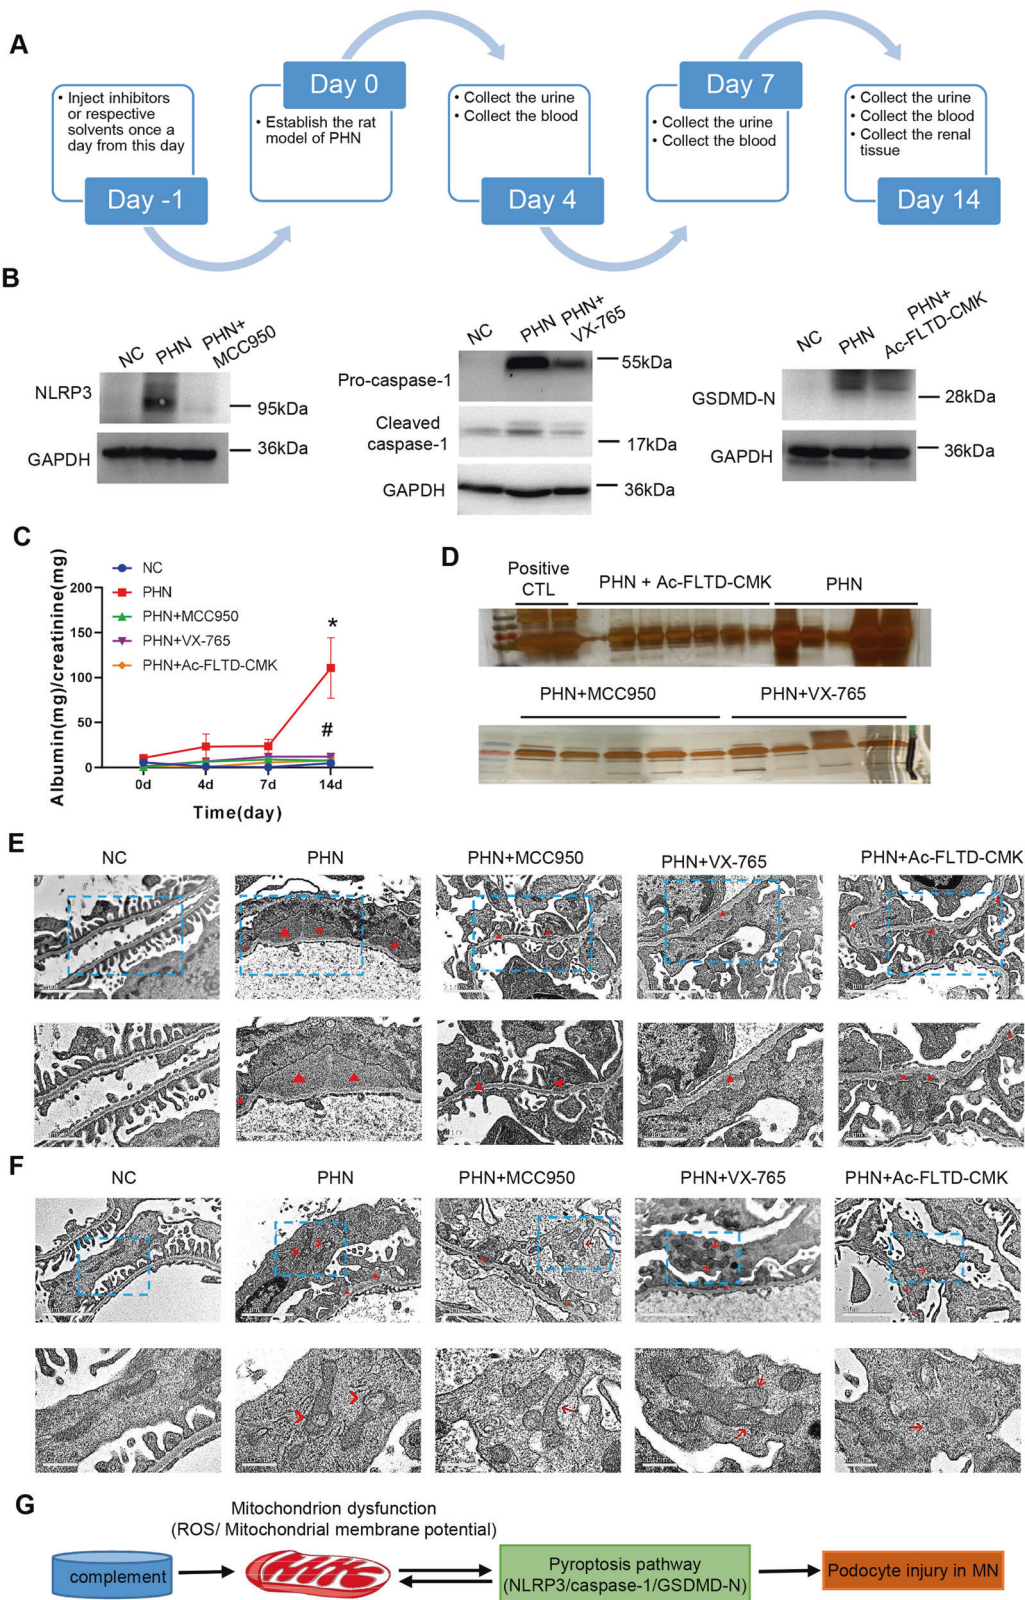 A
• Inject inhibitors
or respective
solvents once a
day from this day
Day -1
Day 0
• Establish the rat
model of PHN
• Collect the urine
• Collect the blood
Day 4
Day 7
• Collect the urine
• Collect the blood
• Collect the urine
• Collect the blood
• Collect the renal
tissue
Day 14
B
NC
PHN
PHN+
MCC950
NLRP3
95kDa
GAPDH
36kDa
NC
PHN
PHN+
VX-765
Pro-caspase-1
55kDa
Cleaved
caspase-1
17kDa
GAPDH
36kDa
NC
PHN
PHN+
Ac-FLTD-CMK
GSDMD-N
28kDa
GAPDH
36kDa
C
Albumin(mg)/creatinine(mg)
200
150
100
50
0
NC
PHN
PHN+MCC950
PHN+VX-765
PHN+Ac-FLTD-CMK
*
#
0d 4d 7d 14d
Time(day)
D
Positive
CTL
PHN + Ac-FLTD-CMK
PHN
PHN+MCC950
PHN+VX-765
E
NC
PHN
PHN+MCC950
PHN+VX-765
PHN+Ac-FLTD-CMK
F
NC
PHN
PHN+MCC950
PHN+VX-765
PHN+Ac-FLTD-CMK
G
complement
Mitochondrion dysfunction
(ROS/ Mitochondrial membrane potential)
Pyroptosis pathway
(NLRP3/caspase-1/GSDMD-N)
Podocyte injury in MN